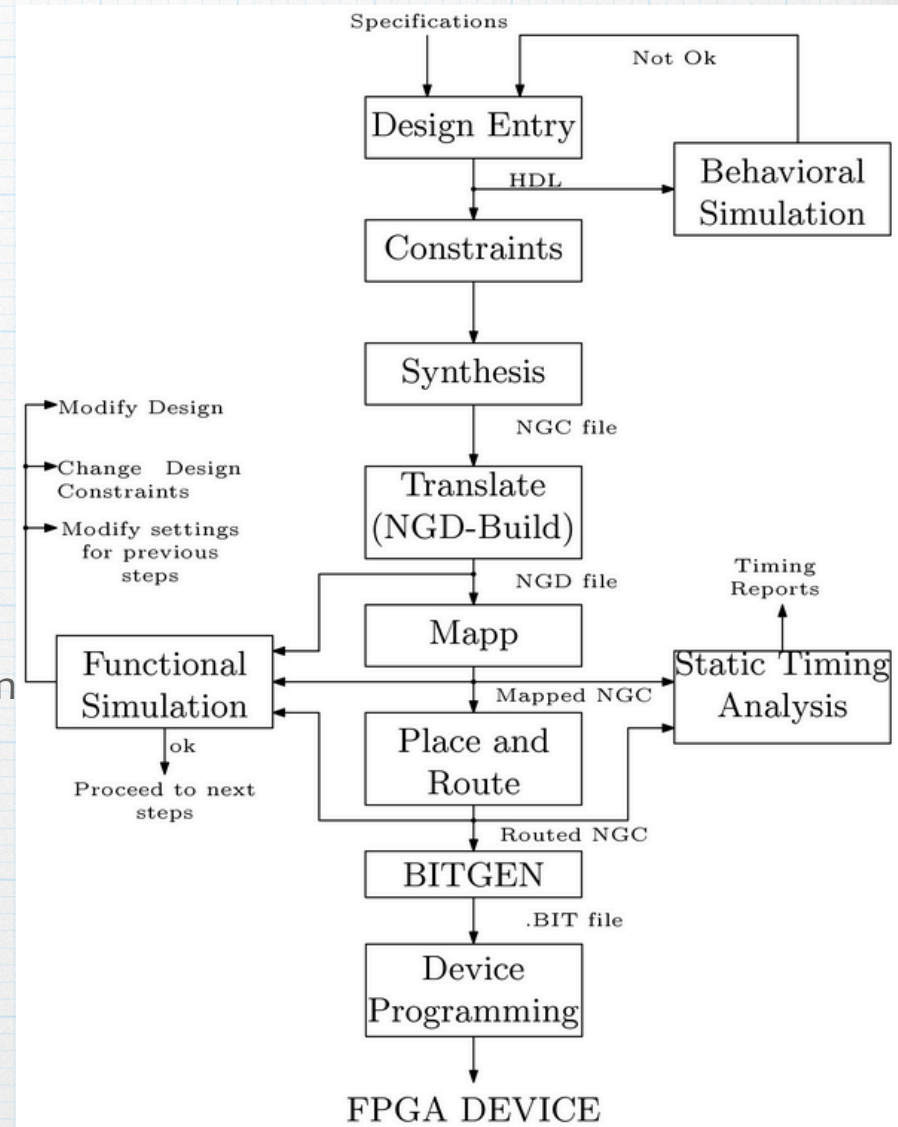 Specifications
Not Ok
Design Entry
HDL
Behavioral
Simulation
Constraints
Synthesis
NGC file
Modify Design
Change Design
Constraints
Modify settings
for previous
steps
Translate
(NGD-Build)
NGD file
Timing
Reports
Mapp
Functional
Simulation
n
Mapped NGC
Static Timing
Analysis
ok
Proceed to next
steps
Place and
Route
Routed NGC
BITGEN
.BIT file
Device
Programming
FPGA DEVICE